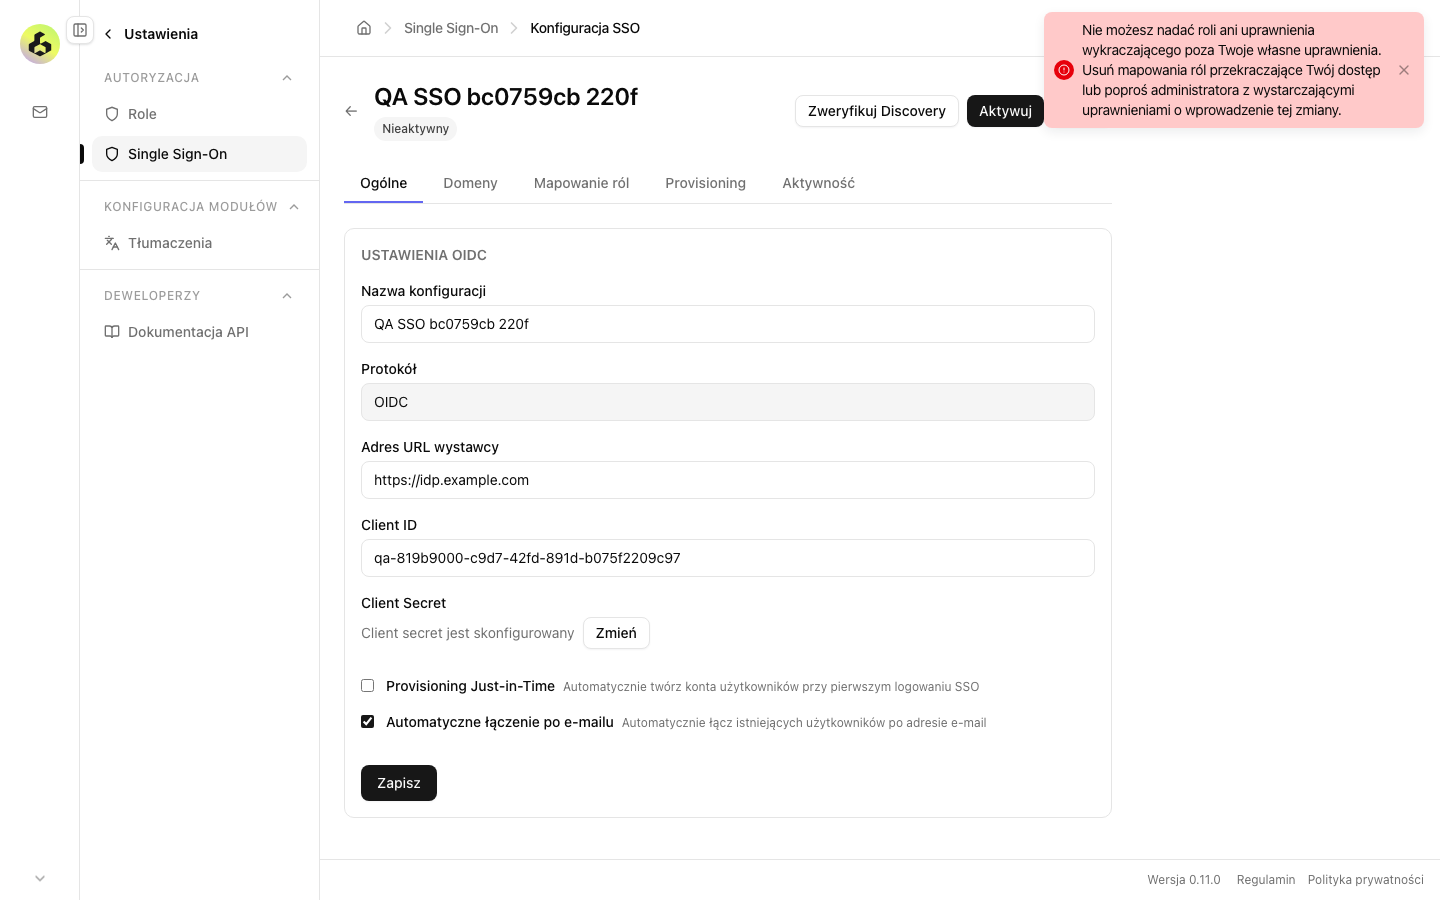 Ustawienia
AUTORYZACJA
Role
Single Sign-On
KONFIGURACJA MODUŁÓW
Tłumaczenia
DEWELOPERZY
Dokumentacja API
Single Sign-On
Konfiguracja SSO
QA SSO bc0759cb 220f
Nieaktywny
Zweryfikuj Discovery
Aktywuj
Nie możesz nadać roli ani uprawnienia
wykraczającego poza Twoje własne uprawnienia.
Usuń mapowania ról przekraczające Twój dostęp
lub poproś administratora z wystarczającymi
uprawnieniami o wprowadzenie tej zmiany.
Ogólne
Domeny
Mapowanie ról
Provisioning
Aktywność
USTAWIENIA OIDC
Nazwa konfiguracji
QA SSO bc0759cb 220f
Protokół
OIDC
Adres URL wystawcy
https://idp.example.com
Client ID
qa-819b9000-c9d7-42fd-891d-b075f2209c97
Client Secret
Client secret jest skonfigurowany
Zmień
Provisioning Just-in-Time Automatycznie twórz konta użytkowników przy pierwszym logowaniu SSO
Automatyczne łączenie po e-mailu Automatycznie łącz istniejących użytkowników po adresie e-mail
Zapisz
Wersja 0.11.0
Regulamin
Polityka prywatności